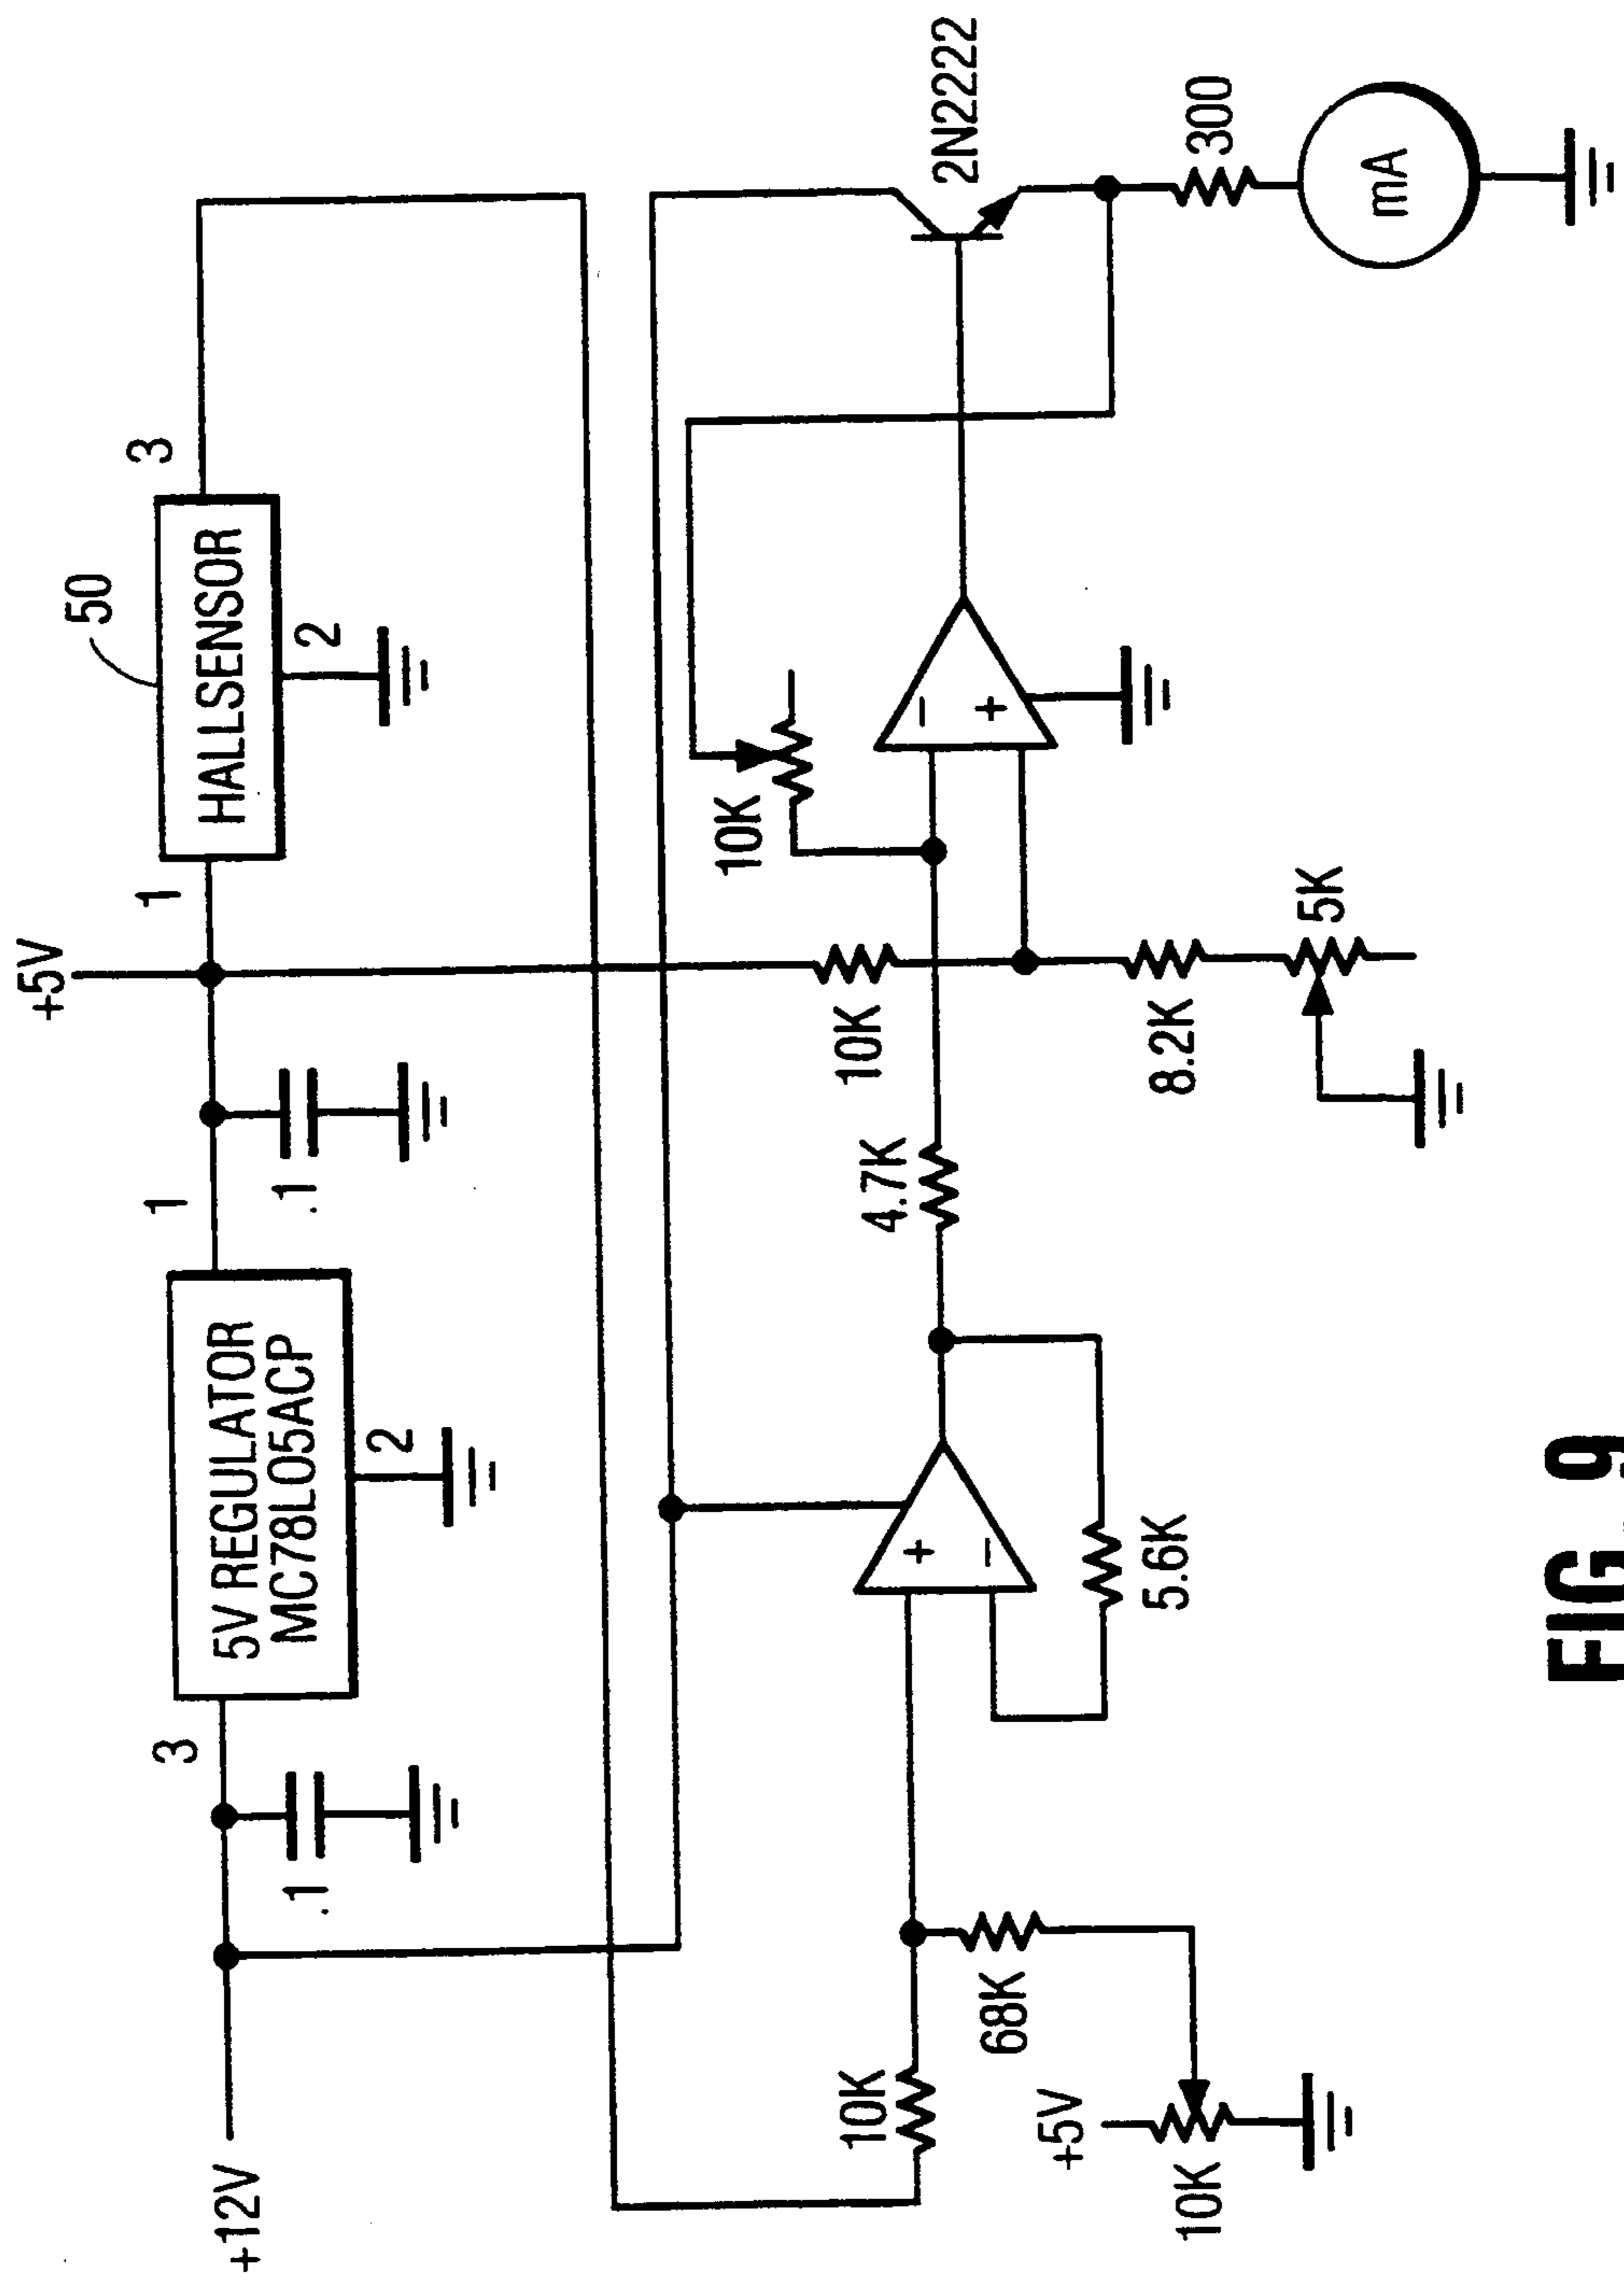 +12V
.1
3
5V REGULATOR
MC78LO5ACP
2
1
.1
+5V
1
50
HALLSENSOR
2
3
10K
68K
+5V
10K
+
−
5.6K
4.7K
10K
8.2K
5K
10K
−
+
2N2222
300
mA
FIG. 9